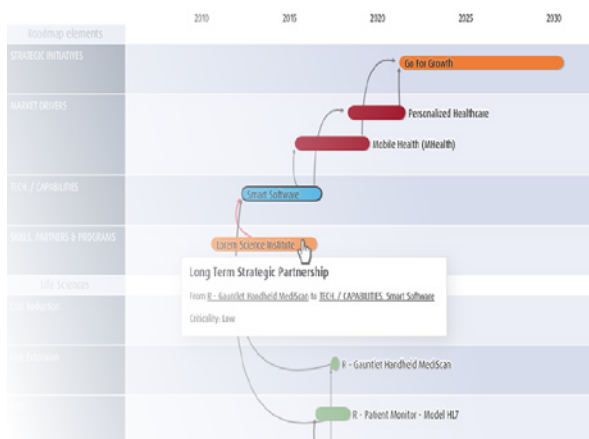 2010 2015 2020 2025 2030
Roadmap elements
STRATEGIC INITIATIVES
Go For Growth
MARKET DRIVERS
Personalized Healthcare
Mobile Health (MHealth)
TECH. / CAPABILITIES
Smart Software
SKILLS, PARTNERS & PROGRAMS
Lorem Science Institute
Long Term Strategic Partnership
Life Sciences
From R - Gauntlet Handheld MediScan to TECH. / CAPABILITIES. Smart Software
Criticality: Low
R - Gauntlet Handheld MediScan
R - Patient Monitor - Model HL7